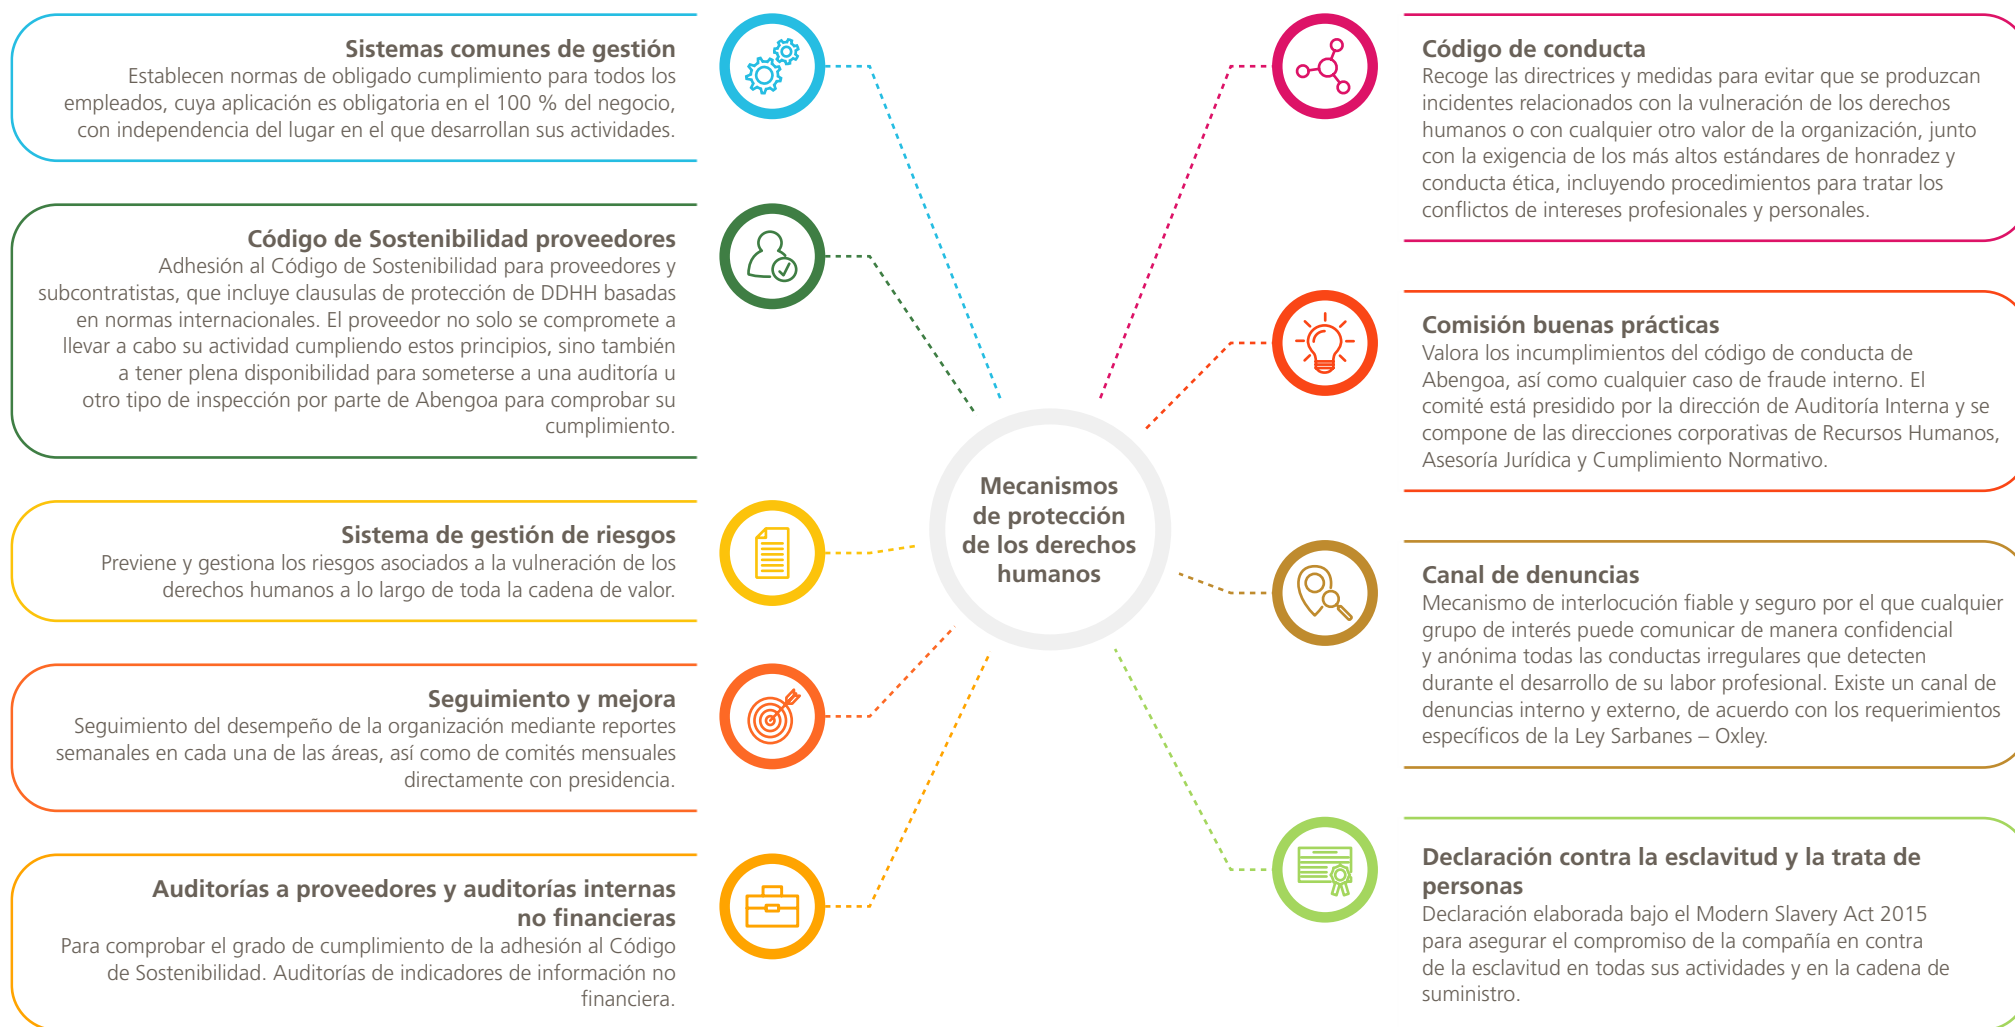 Sistemas comunes de gestión
Establecen normas de obligado cumplimiento para todos los
empleados, cuya aplicación es obligatoria en el 100 % del negocio,
con independencia del lugar en el que desarrollan sus actividades.
Código de Sostenibilidad proveedores
Adhesión al Código de Sostenibilidad para proveedores y
subcontratistas, que incluye clausulas de protección de DDHH basadas
en normas internacionales. El proveedor no solo se compromete a
llevar a cabo su actividad cumpliendo estos principios, sino también
a tener plena disponibilidad para someterse a una auditoría u
otro tipo de inspección por parte de Abengoa para comprobar su
cumplimiento.
Sistema de gestión de riesgos
Previene y gestiona los riesgos asociados a la vulneración de los
derechos humanos a lo largo de toda la cadena de valor.
Seguimiento y mejora
Seguimiento del desempeño de la organización mediante reportes
semanales en cada una de las áreas, así como de comités mensuales
directamente con presidencia.
Auditorías a proveedores y auditorías internas
no financieras
Para comprobar el grado de cumplimiento de la adhesión al Código
de Sostenibilidad. Auditorías de indicadores de información no
financiera.
Mecanismos
de protección
de los derechos
humanos
Código de conducta
Recoge las directrices y medidas para evitar que se produzcan
incidentes relacionados con la vulneración de los derechos
humanos o con cualquier otro valor de la organización, junto
con la exigencia de los más altos estándares de honradez y
conducta ética, incluyendo procedimientos para tratar los
conflictos de intereses profesionales y personales.
Comisión buenas prácticas
Valora los incumplimientos del código de conducta de
Abengoa, así como cualquier caso de fraude interno. El
comité está presidido por la dirección de Auditoría Interna y se
compone de las direcciones corporativas de Recursos Humanos,
Asesoría Jurídica y Cumplimiento Normativo.
Canal de denuncias
Mecanismo de interlocución fiable y seguro por el que cualquier
grupo de interés puede comunicar de manera confidencial
y anónima todas las conductas irregulares que detecten
durante el desarrollo de su labor profesional. Existe un canal de
denuncias interno y externo, de acuerdo con los requerimientos
específicos de la Ley Sarbanes – Oxley.
Declaración contra la esclavitud y la trata de
personas
Declaración elaborada bajo el Modern Slavery Act 2015
para asegurar el compromiso de la compañía en contra
de la esclavitud en todas sus actividades y en la cadena de
suministro.